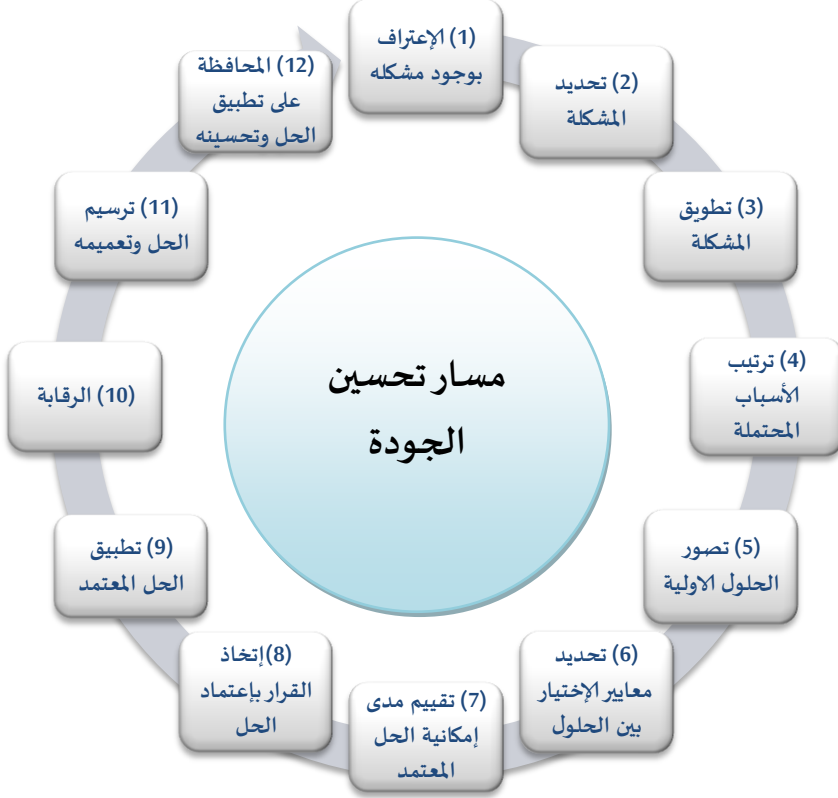 (1) الإعتراف
بوجود مشكله
(2) تحديد
المشكلة
(3) تطويق
المشكلة
(4) ترتيب
الأسباب
المحتملة
(5) تصور
الحلول الاولية
(6) تحديد
معايير الإختيار
بين الحلول
(7) تقييم مدى
إمكانية الحل
المعتمد
(8)إتخاذ
القرار بإعتماد
الحل
(9) تطبيق
الحل المعتمد
(10) الرقابة
(11) ترسيم
الحل وتعميمه
(12) المحافظة
على تطبيق
الحل وتحسينه
مسار تحسين
الجودة